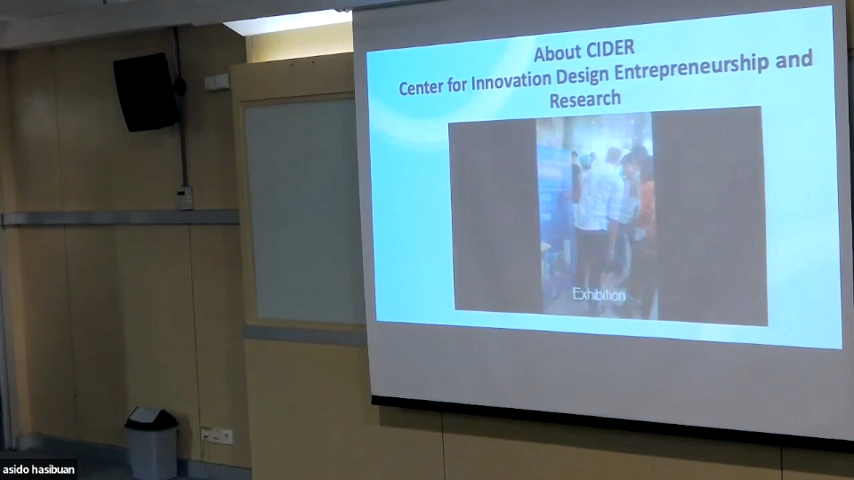 About CIDER
Center for Innovation Design Entrepreneurship and
Research
Exhibition
asido hasibuan